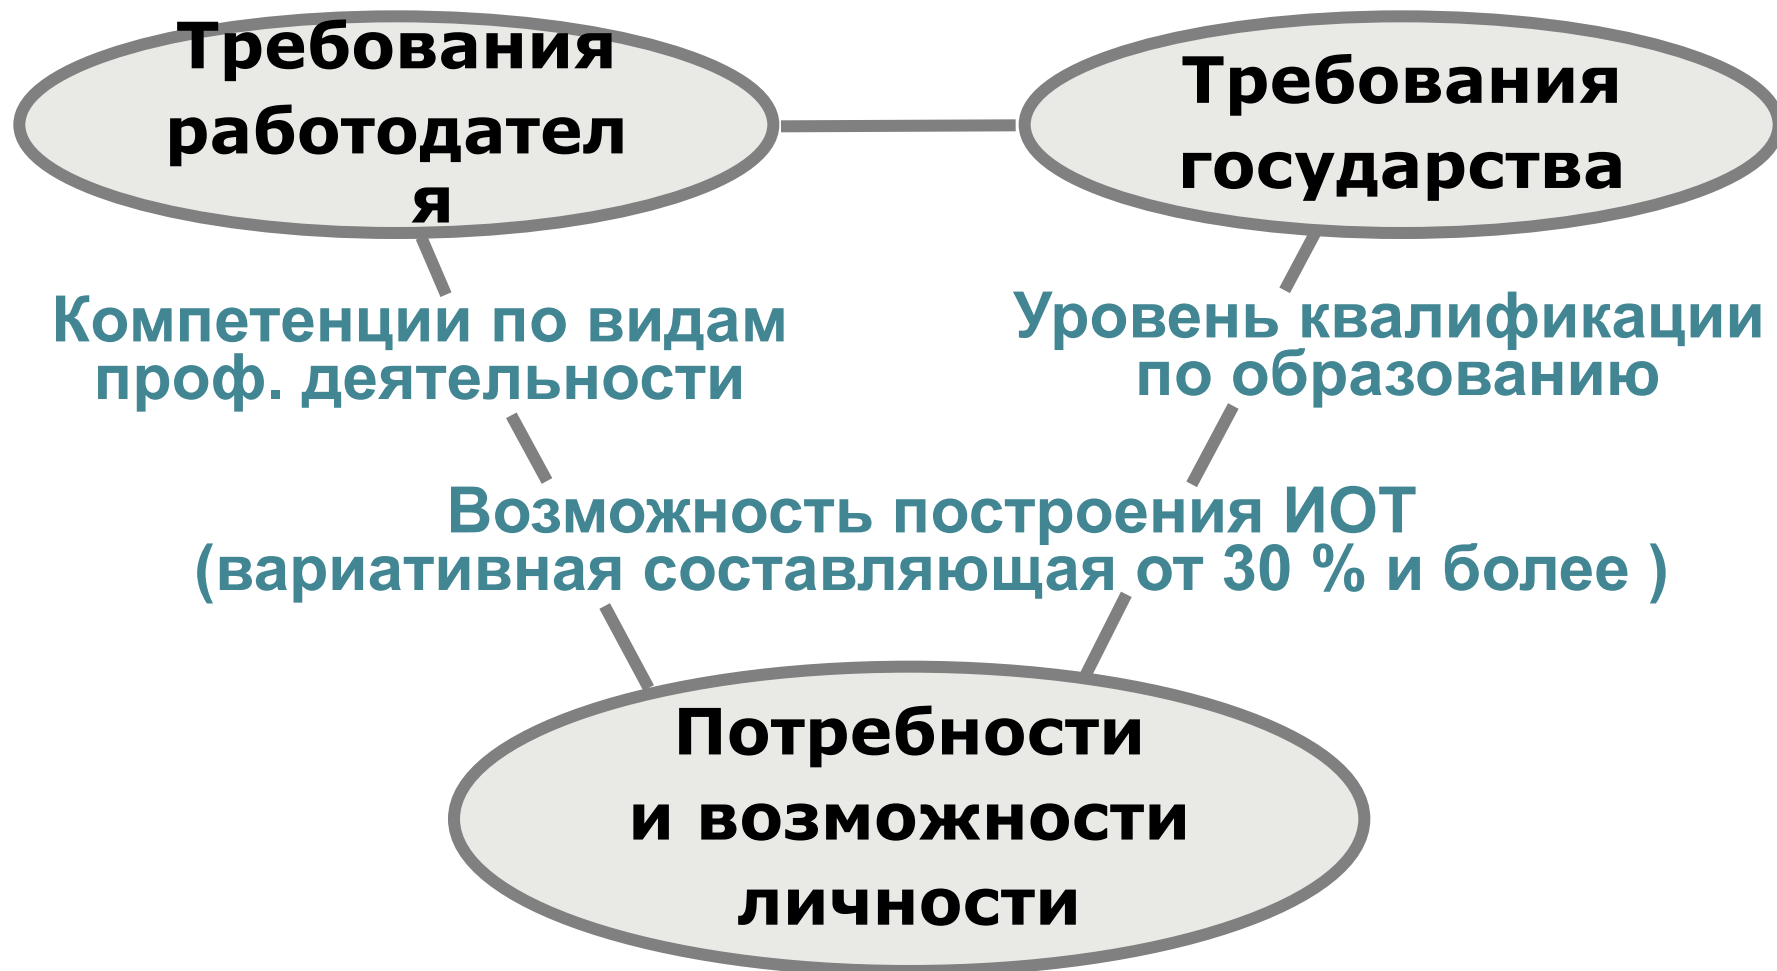 Требования
работодател
я
Требования
государства
Компетенции по видам
проф. деятельности
Уровень квалификации
по образованию
Возможность построения ИОТ
(вариативная составляющая от 30 % и более )
Потребности
и возможности
личности